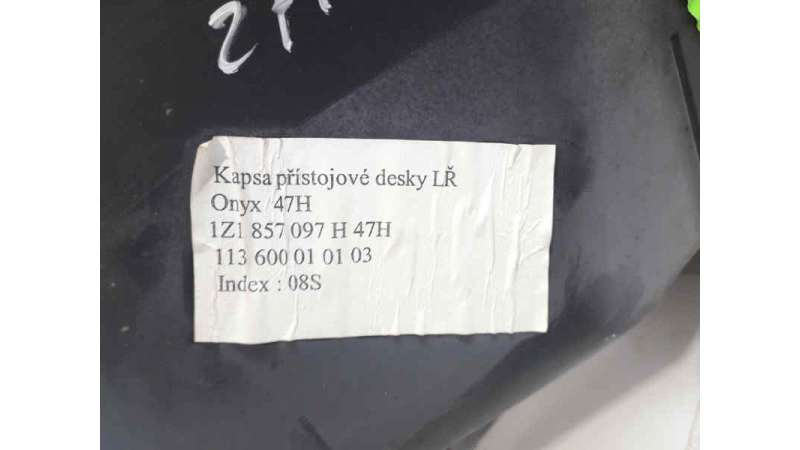 Kapsa přístojové desky LŘ
Onyx / 47H
1Z1 857 097 H 47H
113 600 01 01 03
Index : 08S